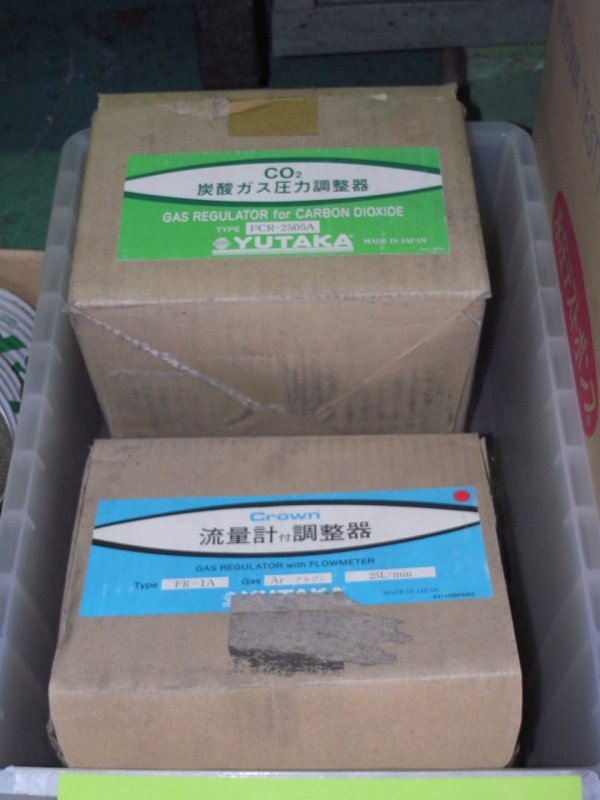 CO₂
炭酸ガス圧力調整器
GAS REGULATOR for CARBON DIOXIDE
TYPE FCR-2505A
YUTAKA MADE IN JAPAN
Crown
流量計付調整器
GAS REGULATOR with FLOWMETER
Type FR-1A Gas Ar アルゴン 25L/min
YUTAKA MADE IN JAPAN